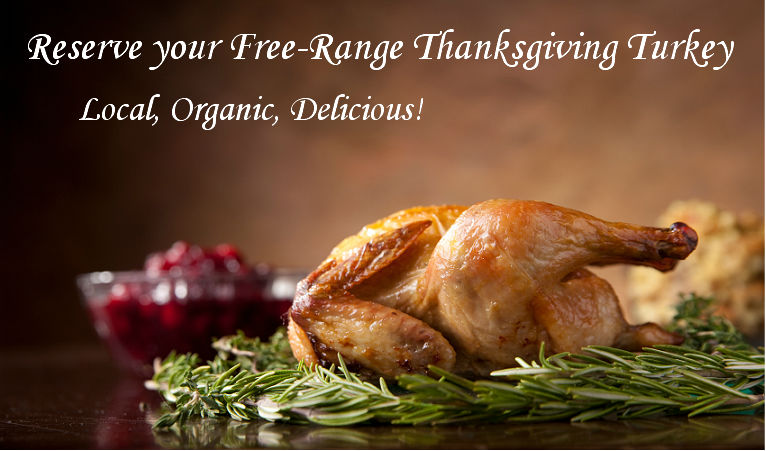 Reserve your Free-Range Thanksgiving Turkey
Local, Organic, Delicious!